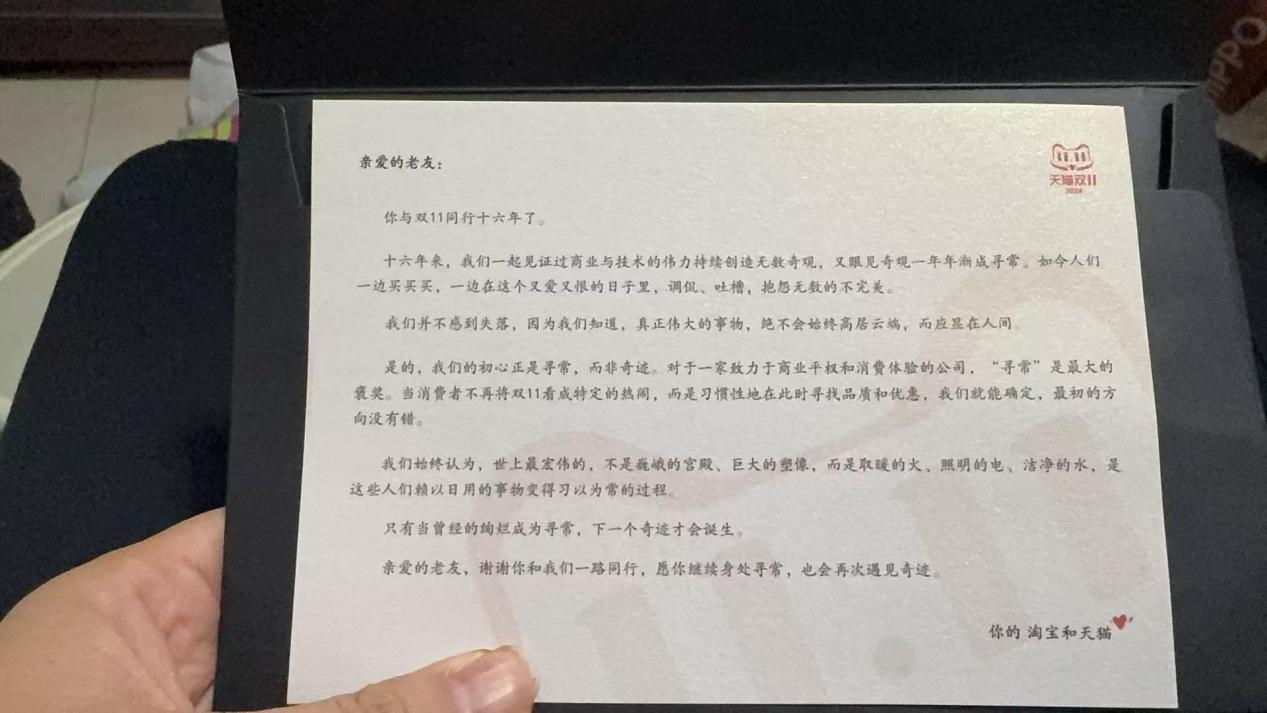 亲爱的老友：
天猫双11
2024
你与双11同行十六年了。
十六年来，我们一起见证过商业与技术的伟力持续创造无数奇观，又眼见奇观一年年渐成寻常。如今人们
一边买买买，一边在这个又爱又恨的日子里，调侃、吐槽，抱怨无数的不完美。
我们并不感到失落，因为我们知道，真正伟大的事物，绝不会始终高居云端，而应显在人间。
是的，我们的初心正是寻常，而非奇迹。对于一家致力于商业平权和消费体验的公司，“寻常”是最大的
褒奖。当消费者不再将双11看成特定的热闹，而是习惯性地在此时寻找品质和优惠，我们就能确定，最初的方
向没有错。
我们始终认为，世上最宏伟的，不是巍峨的宫殿、巨大的塑像，而是取暖的火、照明的电、洁净的水，是
这些人们赖以日用的事物变得习以为常的过程。
只有当曾经的绚烂成为寻常，下一个奇迹才会诞生。
亲爱的老友，谢谢你和我们一路同行，愿你继续身处寻常，也会再次遇见奇迹。
你的 淘宝和天猫